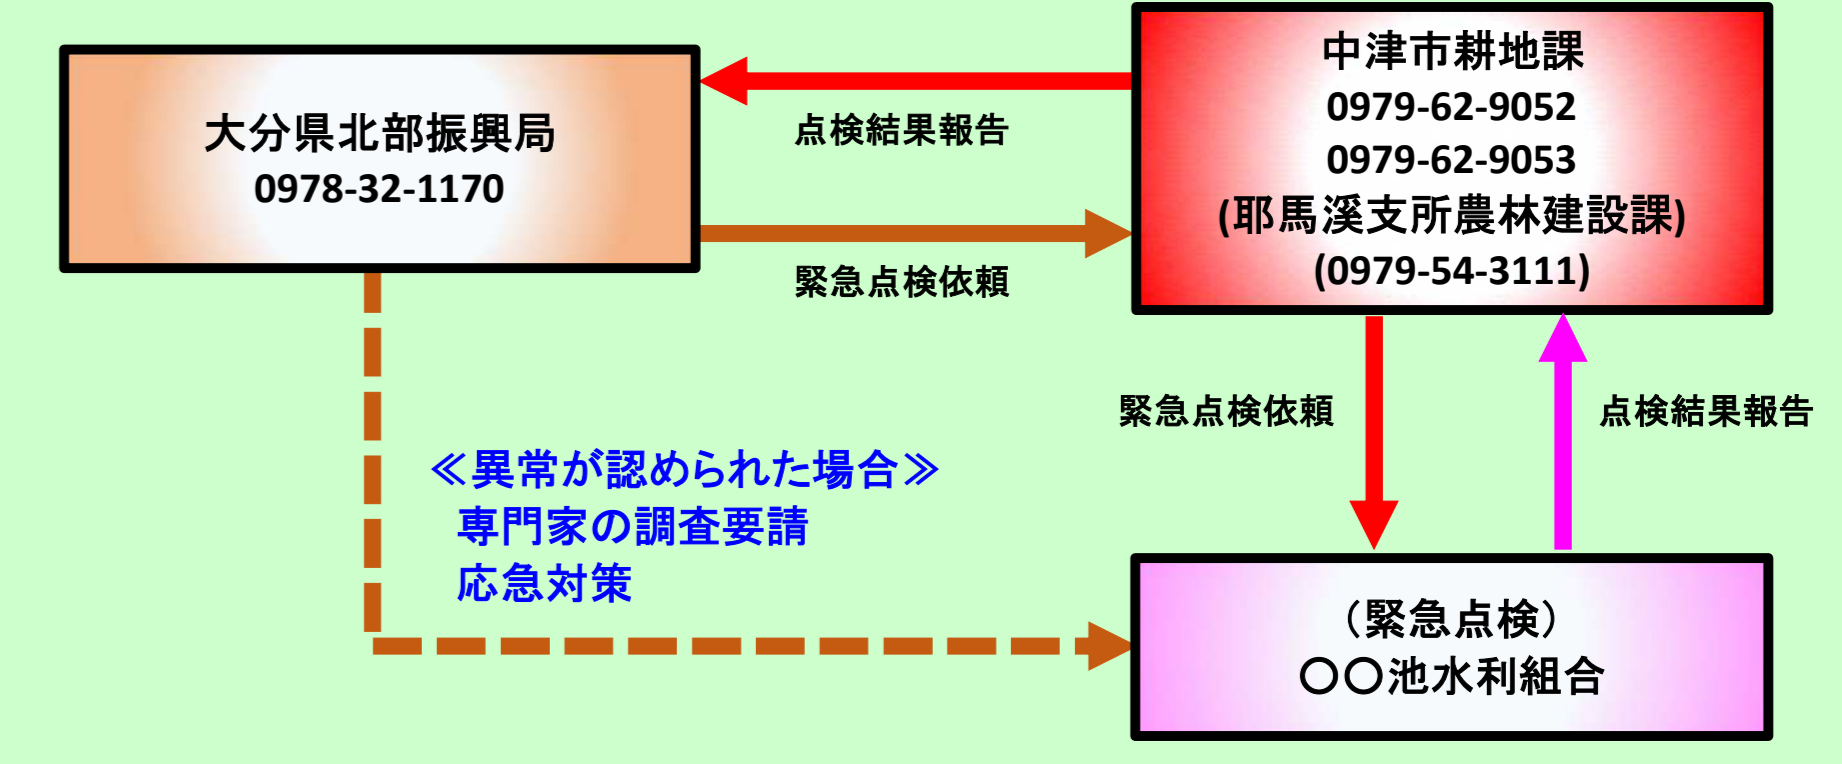 大分県北部振興局
0978-32-1170
点検結果報告
緊急点検依頼
中津市耕地課
0979-62-9052
0979-62-9053
(耶馬溪支所農林建設課)
(0979-54-3111)
緊急点検依頼
点検結果報告
≪異常が認められた場合≫
専門家の調査要請
応急対策
（緊急点検）
〇〇池水利組合